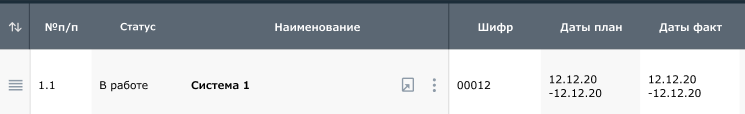 №п/п Статус Наименование Шифр Даты план Даты факт
1.1 В работе Система 1 00012 12.12.20 12.12.20
-12.12.20 -12.12.20